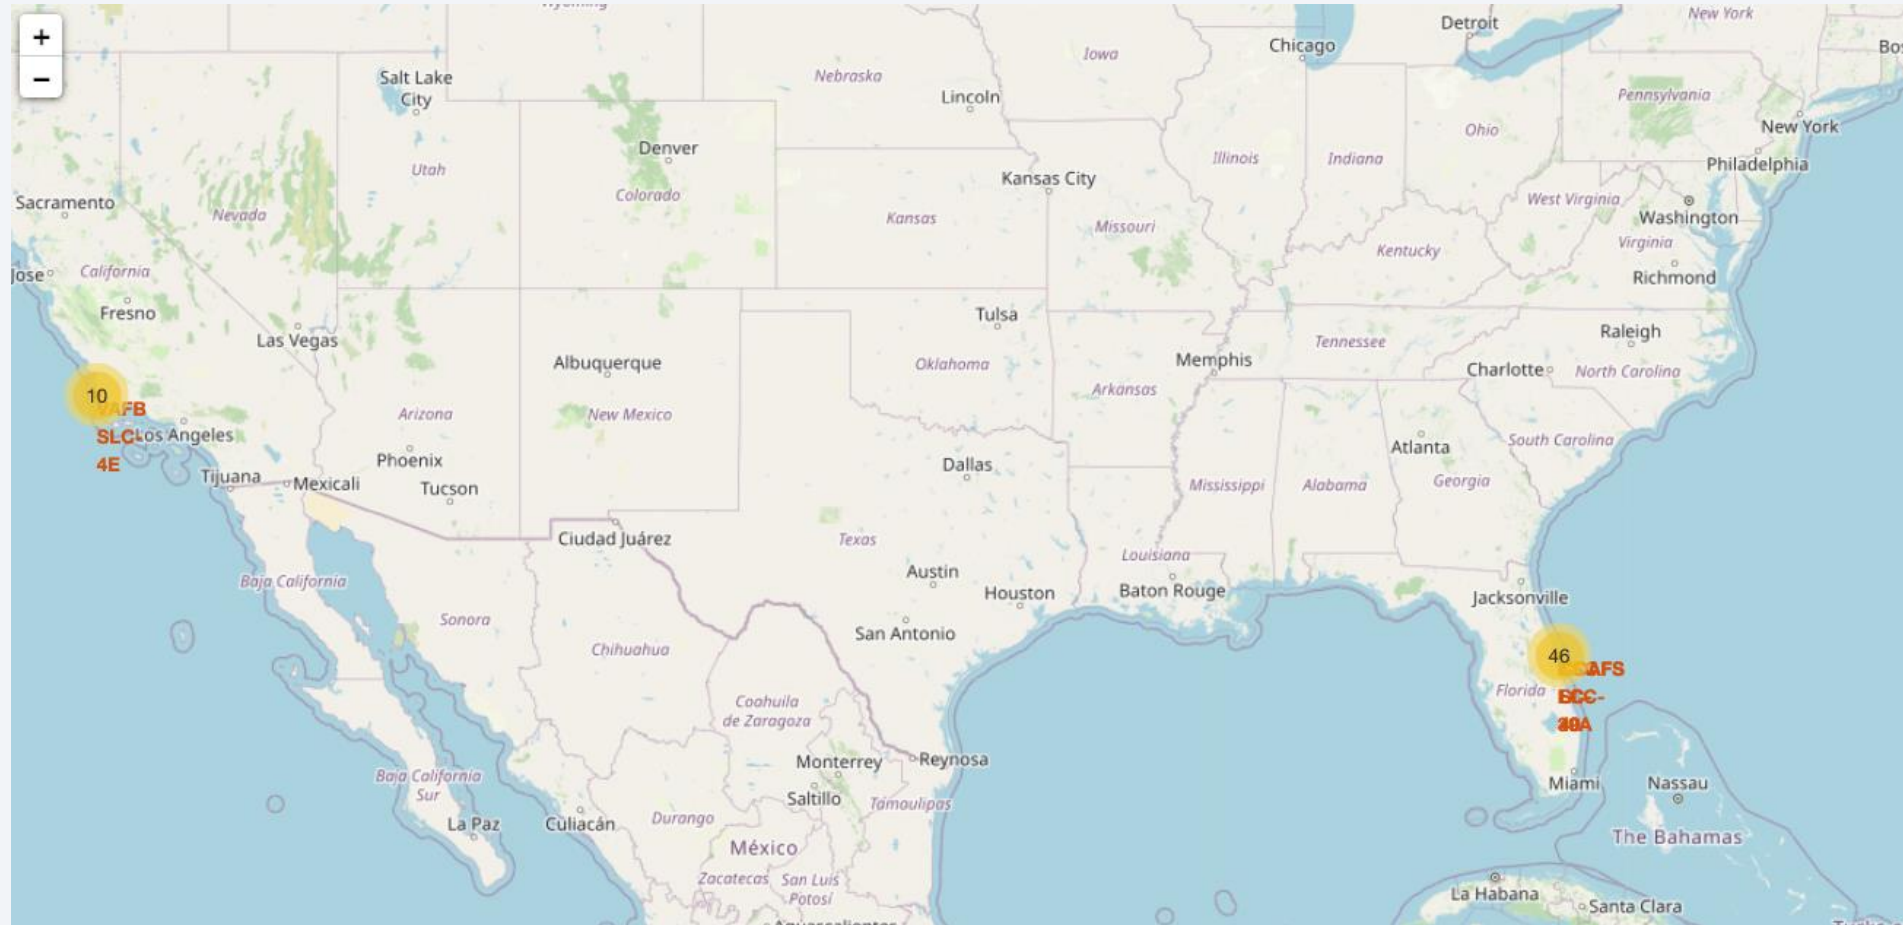 Wyoming
+
−
Detroit
New York
Chicago
Iowa
Bos
Salt Lake
City
Nebraska
Lincoln
Pennsylvania
New York
Ohio
Denver
Illinois
Indiana
Philadelphia
Utah
Kansas City
Colorado
West Virginia
Sacramento
Nevada
Kansas
Missouri
Washington
Kentucky
Virginia
Jose
California
Richmond
Fresno
Las Vegas
Tulsa
Raleigh
Tennessee
Albuquerque
Oklahoma
Memphis
Charlotte
North Carolina
10
VAFB
SLC-
4E
Los Angeles
Arizona
New Mexico
Arkansas
Phoenix
Tijuana
Mexicali
Tucson
Dallas
Atlanta
South Carolina
Mississippi
Alabama
Georgia
Ciudad Juárez
Texas
Louisiana
Baja California
Austin
Houston
Baton Rouge
Jacksonville
Sonora
San Antonio
Chihuahua
46
Florida
Coahuila
de Zaragoza
Monterrey
Reynosa
Baja California
Sur
Saltillo
Tamaulipas
Miami
Nassau
La Paz
Culiacán
Durango
The Bahamas
México
Zacatecas
San Luis
Potosí
La Habana
Santa Clara
Aguascalientes